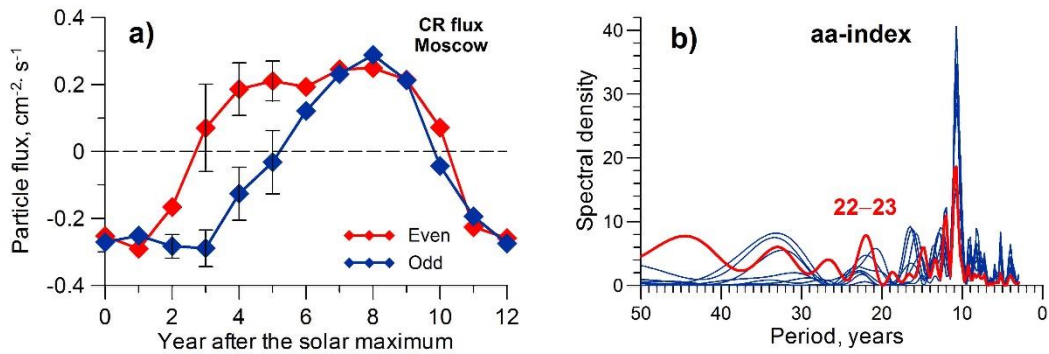 a)
CR flux
Moscow
Particle flux, cm⁻²· s⁻¹
0.4
0.2
0
-0.2
-0.4
Even
Odd
0 2 4 6 8 10 12
Year after the solar maximum
b)
aa-index
Spectral density
40
30
20
10
0
22–23
50 40 30 20 10 0
Period, years